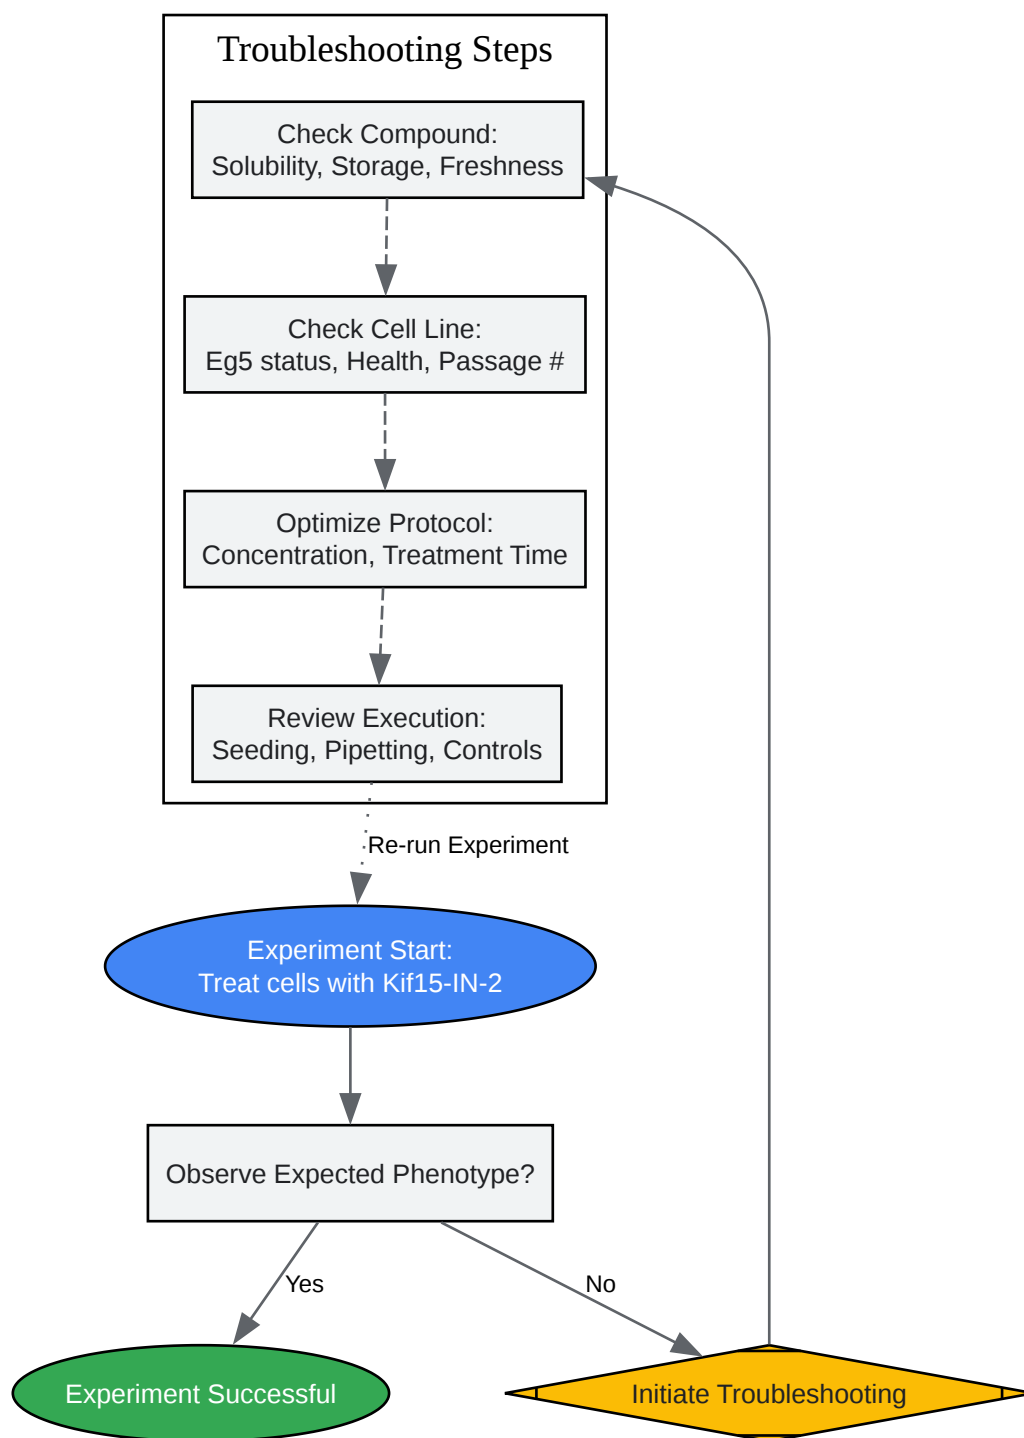 Troubleshooting Steps
Check Compound:
Solubility, Storage, Freshness
Check Cell Line:
Eg5 status, Health, Passage #
Optimize Protocol:
Concentration, Treatment Time
Review Execution:
Seeding, Pipetting, Controls
Re-run Experiment
Experiment Start:
Treat cells with Kif15-IN-2
Observe Expected Phenotype?
Yes
No
Experiment Successful
Initiate Troubleshooting